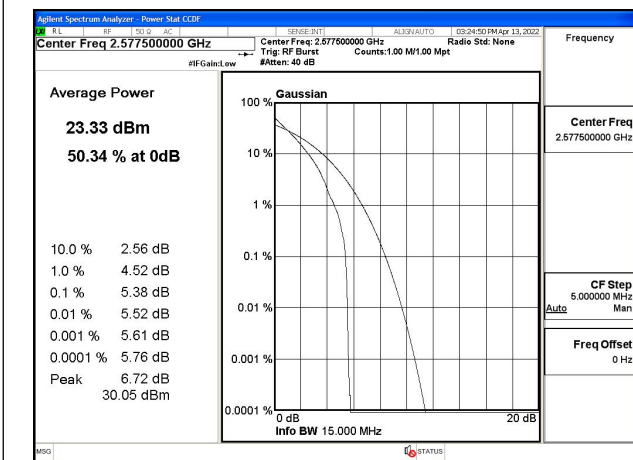 Agilent Spectrum Analyzer - Power Stat CCDF
RL RF 50 Ω AC SENSE:INT ALIGN AUTO 03:24:50 PM Apr 13, 2022
Center Freq 2.577500000 GHz
Center Freq: 2.577500000 GHz Radio Std: None
Trig: RF Burst Counts:1.00 M/1.00 Mpt
#IFGain:Low #Atten: 40 dB
Frequency
Average Power
23.33 dBm
50.34 % at 0dB
10.0 % 2.56 dB
1.0 % 4.52 dB
0.1 % 5.38 dB
0.01 % 5.52 dB
0.001 % 5.61 dB
0.0001 % 5.76 dB
Peak 6.72 dB
30.05 dBm
Gaussian
100 %
10 %
1 %
0.1 %
0.01 %
0.001 %
0.0001 %
0 dB 20 dB
Info BW 15.000 MHz
Center Freq
2.577500000 GHz
CF Step
5.000000 MHz
Auto Man
Freq Offset
0 Hz
MSG STATUS